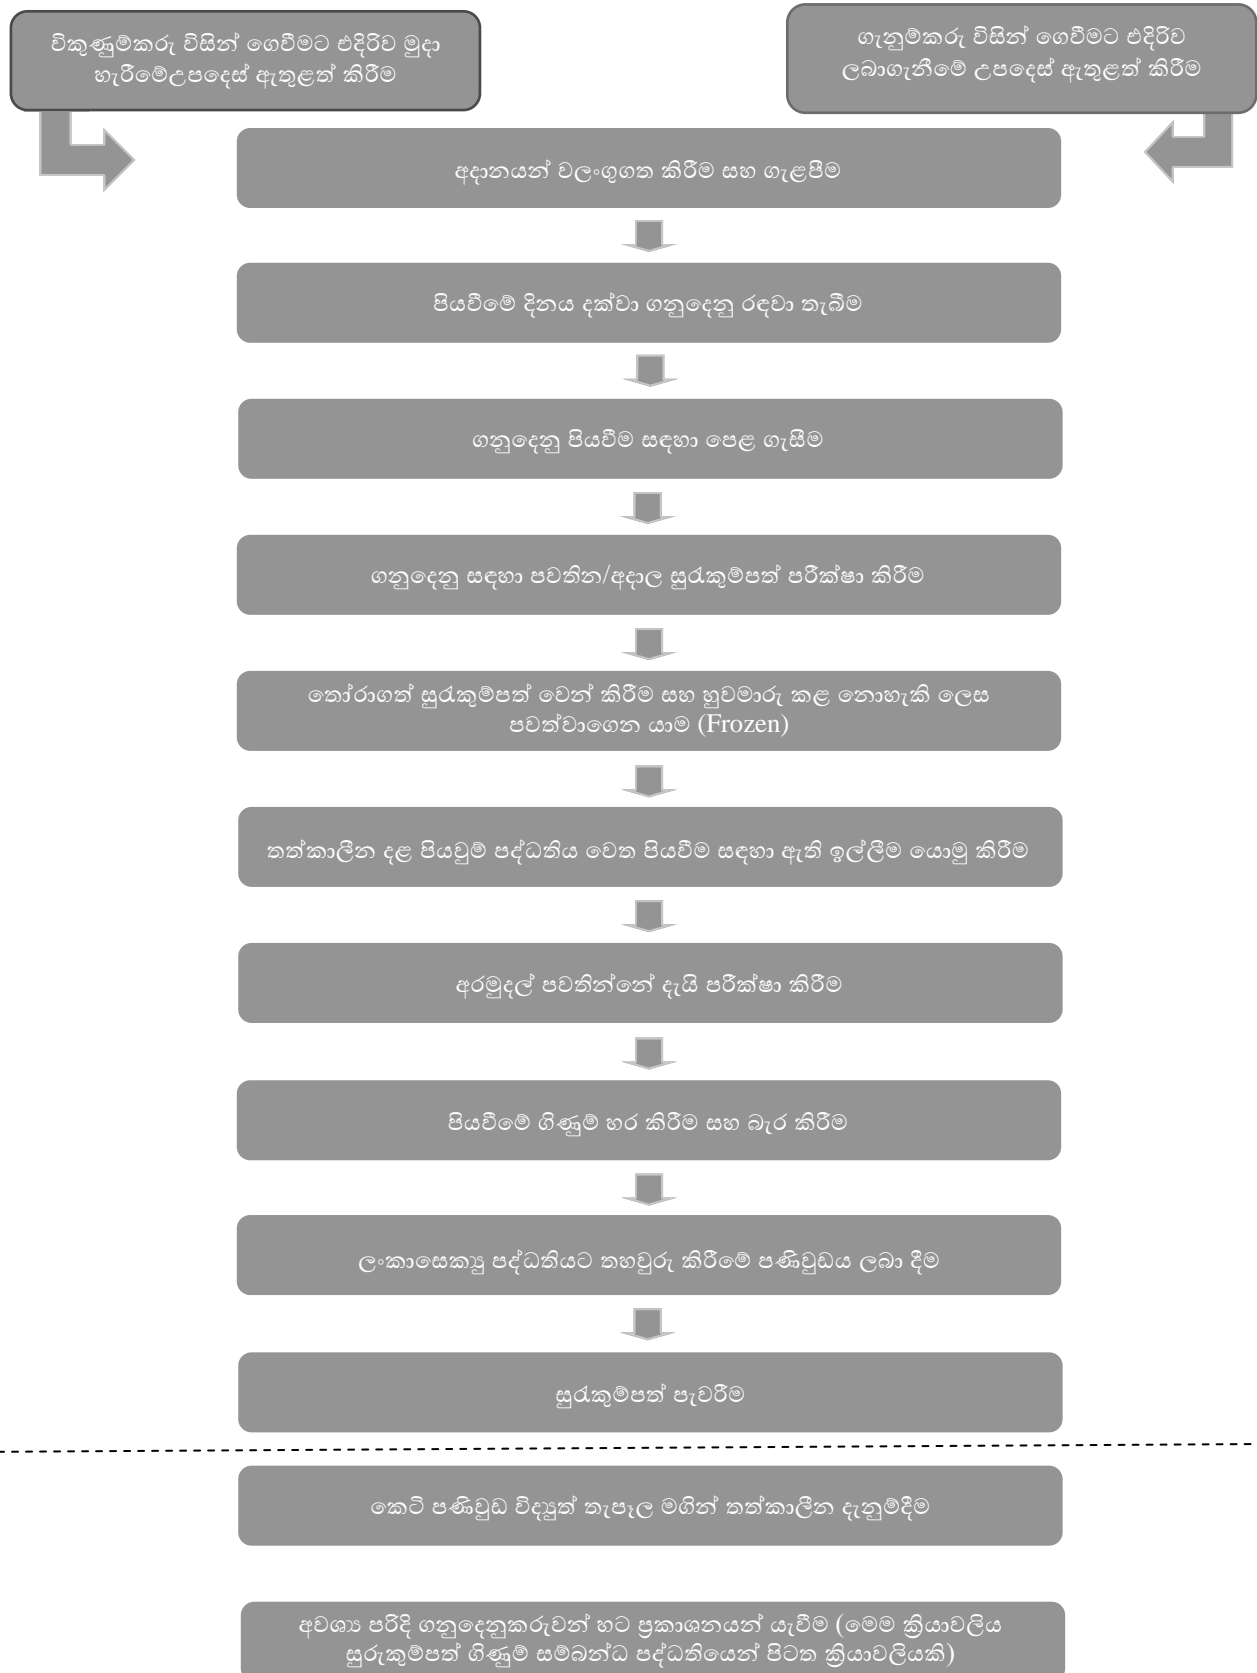 විකුණුම්කරු විසින් ගෙවීමට එදිරිව මුදා
හැරීමේඋපදෙස් ඇතුළත් කිරීම
ගැනුම්කරු විසින් ගෙවීමට එදිරිව
ලබාගැනීමේ උපදෙස් ඇතුළත් කිරීම
අදානයන් වලංගුගත කිරීම සහ ගැළපීම
පියවීමේ දිනය දක්වා ගනුදෙනු රඳවා තැබීම
ගනුදෙනු පියවීම සඳහා පෙළ ගැසීම
ගනුදෙනු සඳහා පවතින/අදාල සුරැකුම්පත් පරීක්ෂා කිරීම
තෝරාගත් සුරැකුම්පත් වෙන් කිරීම සහ හුවමාරු කළ නොහැකි ලෙස
පවත්වාගෙන යාම (Frozen)
තත්කාලීන දළ පියවුම් පද්ධතිය වෙත පියවීම සඳහා ඇති ඉල්ලීම යොමු කිරීම
අරමුදල් පවතින්නේ දැයි පරීක්ෂා කිරීම
පියවීමේ ගිණුම් හර කිරීම සහ බැර කිරීම
ලංකාසෙක්‍යු පද්ධතියට තහවුරු කිරීමේ පණිවුඩය ලබා දීම
සුරැකුම්පත් පැවරීම
කෙටි පණිවුඩ විද්‍යුත් තැපැල මගින් තත්කාලීන දැනුම්දීම
අවශ්‍ය පරිදි ගනුදෙනුකරුවන් හට ප්‍රකාශනයන් යැවීම (මෙම ක්‍රියාවලිය
සුරුකුම්පත් ගිණුම් සම්බන්ධ පද්ධතියෙන් පිටත ක්‍රියාවලියකි)